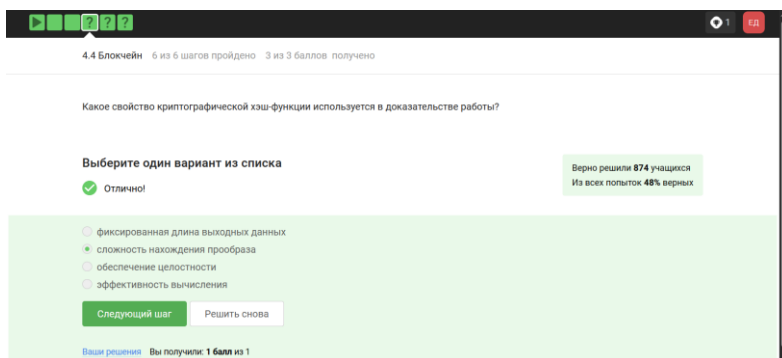 ? ? ?
1 ЕД
4.4 Блокчейн 6 из 6 шагов пройдено 3 из 3 баллов получено
Какое свойство криптографической хэш-функции используется в доказательстве работы?
Выберите один вариант из списка
Отлично!
Верно решили 874 учащихся
Из всех попыток 48% верных
фиксированная длина выходных данных
сложность нахождения прообраза
обеспечение целостности
эффективность вычисления
Следующий шаг Решить снова
Ваши решения Вы получили: 1 балл из 1